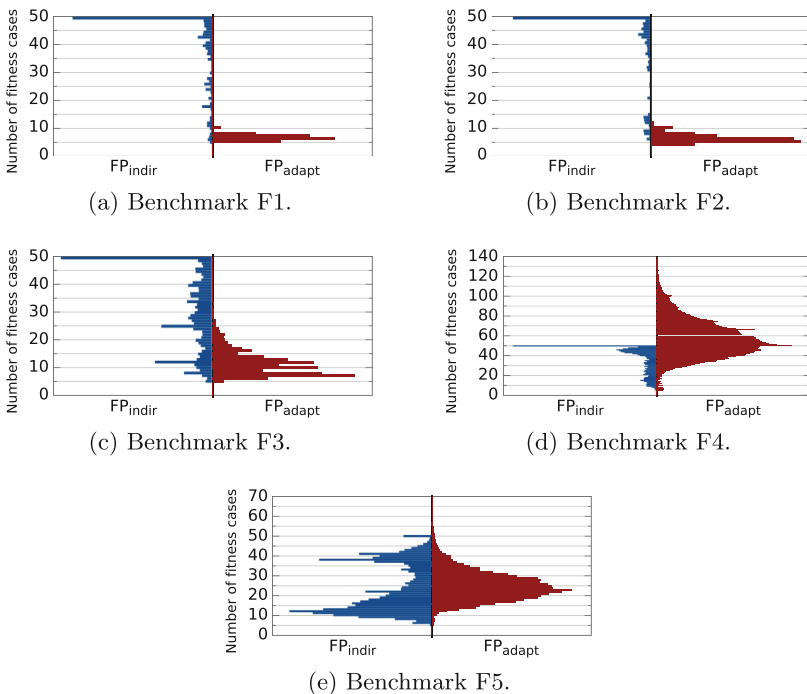 Number of fitness cases
50
40
30
20
10
0
FPindir
FPadapt
(a) Benchmark F1.
Number of fitness cases
50
40
30
20
10
0
FPindir
FPadapt
(b) Benchmark F2.
Number of fitness cases
50
40
30
20
10
0
FPindir
FPadapt
(c) Benchmark F3.
Number of fitness cases
140
120
100
80
60
40
20
0
FPindir
FPadapt
(d) Benchmark F4.
Number of fitness cases
70
60
50
40
30
20
10
0
FPindir
FPadapt
(e) Benchmark F5.